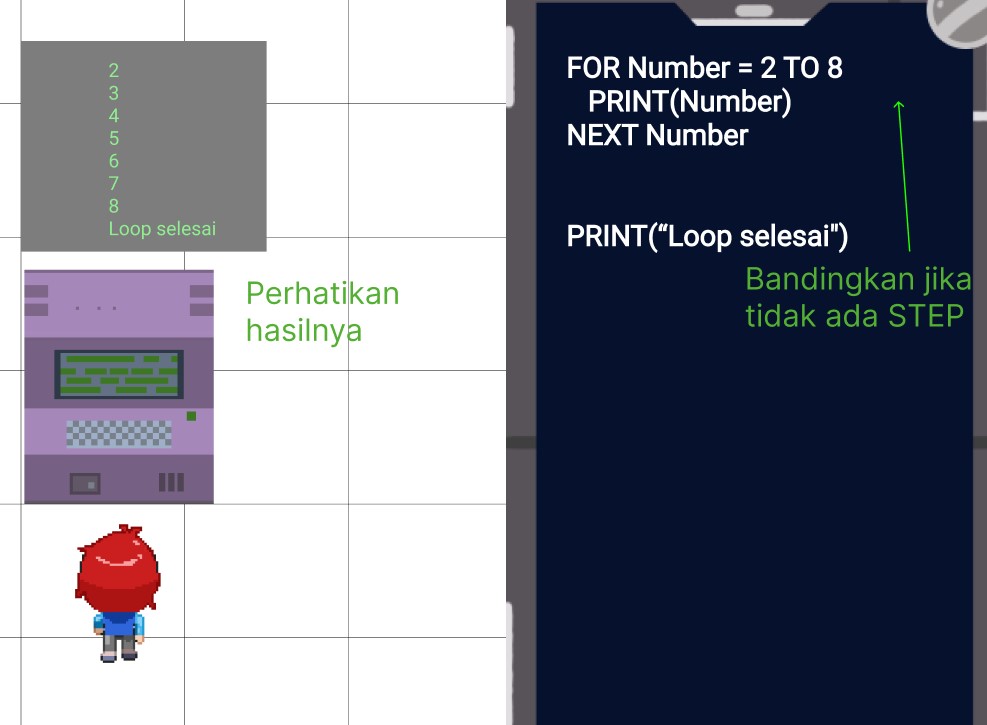 2
3
4
5
6
7
8
Loop selesai
Perhatikan
hasilnya
FOR Number = 2 TO 8
PRINT(Number)
NEXT Number
PRINT(“Loop selesai")
Bandingkan jika
tidak ada STEP